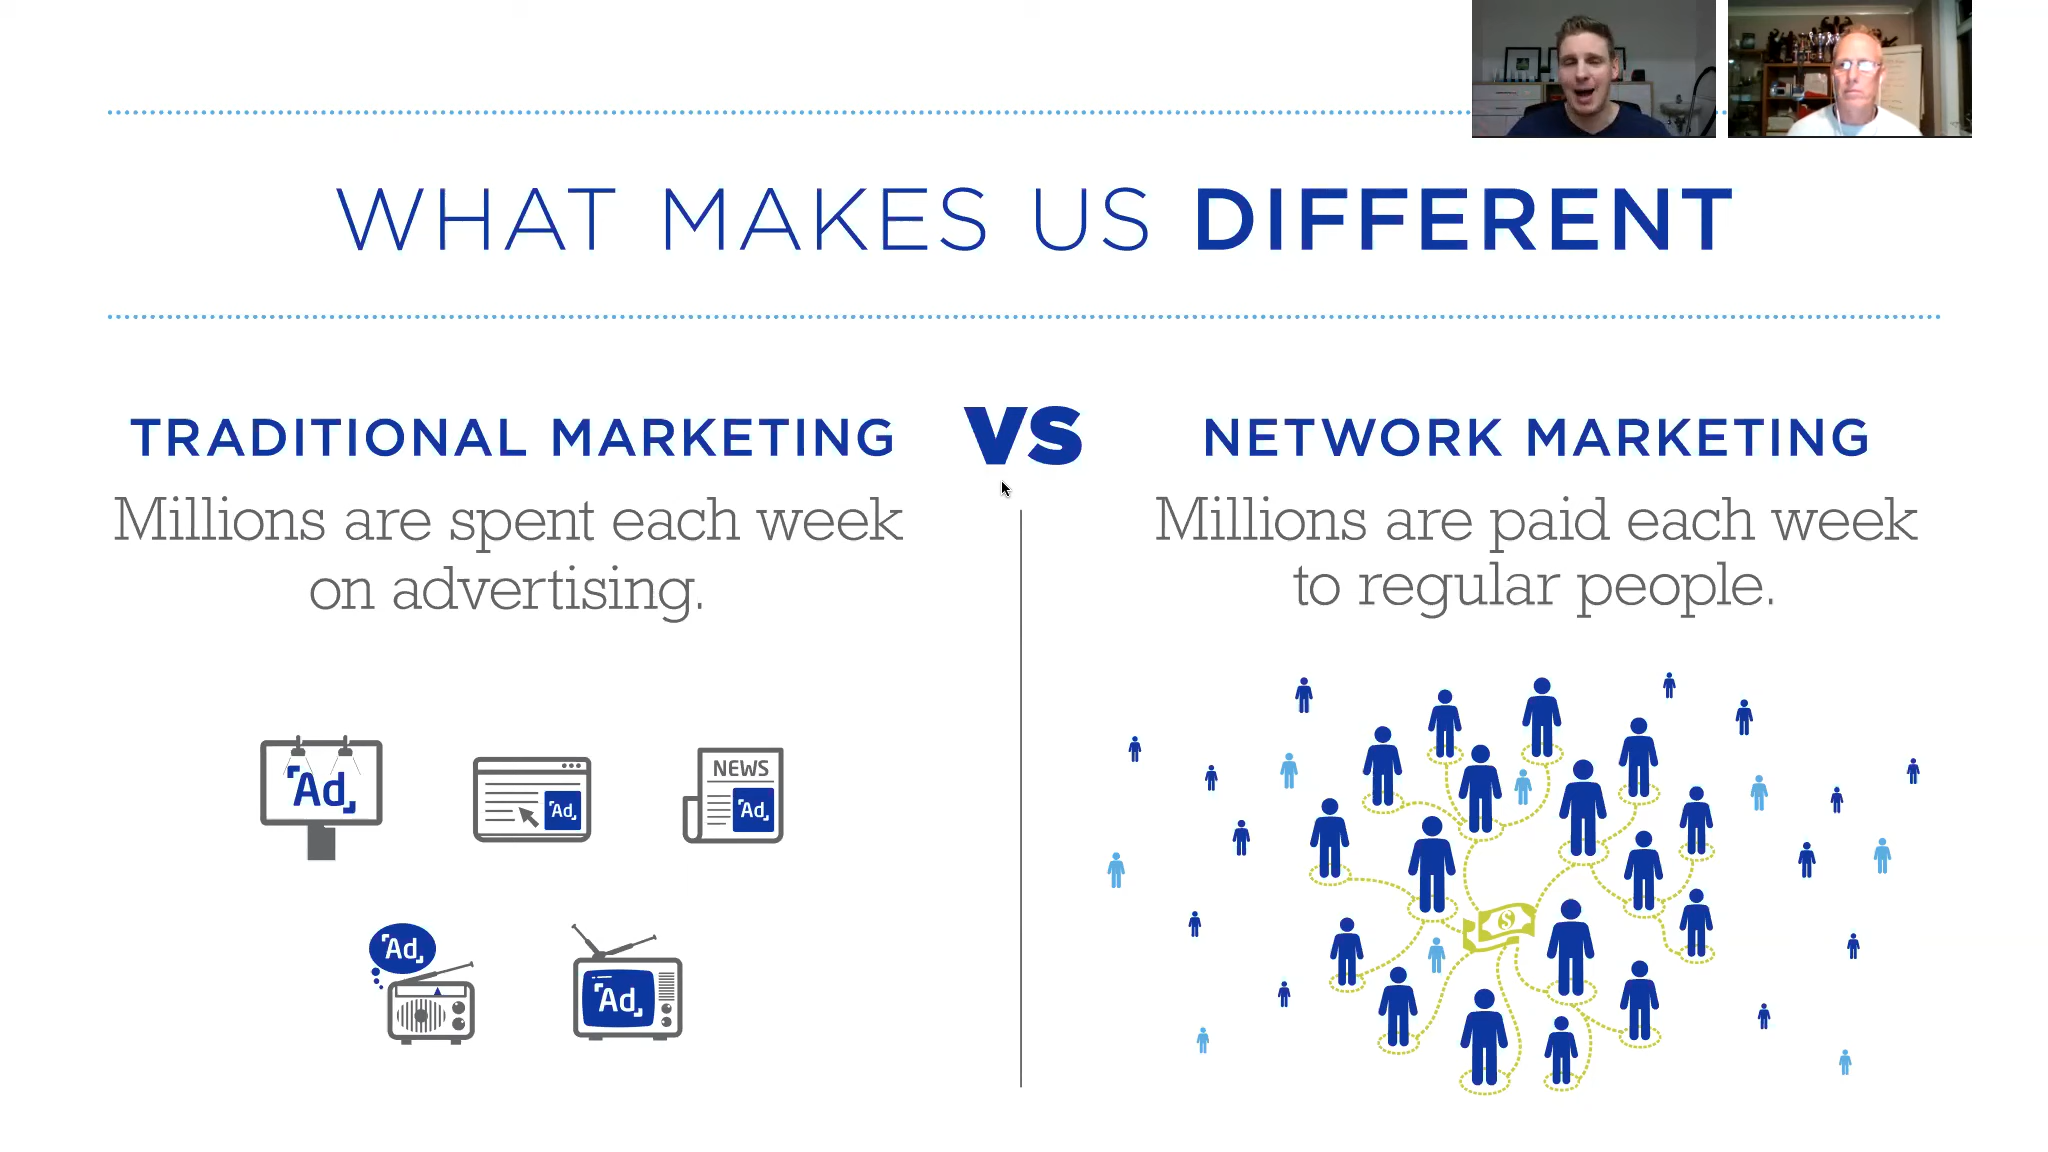 WHAT MAKES US DIFFERENT
TRADITIONAL MARKETING
VS
NETWORK MARKETING
Millions are spent each week
on advertising.
Millions are paid each week
to regular people.
Ad
Ad
NEWS
Ad
Ad
Ad
$